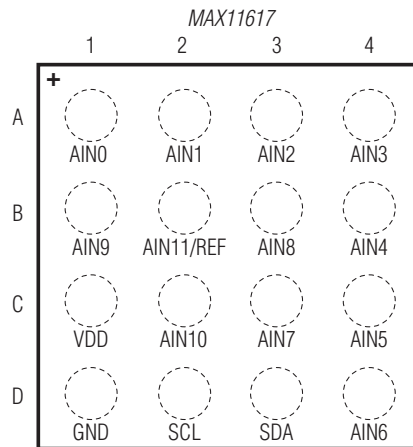 MAX11617
1 2 3 4
+
A
AIN0 AIN1 AIN2 AIN3
B
AIN9 AIN11/REF AIN8 AIN4
C
VDD AIN10 AIN7 AIN5
D
GND SCL SDA AIN6